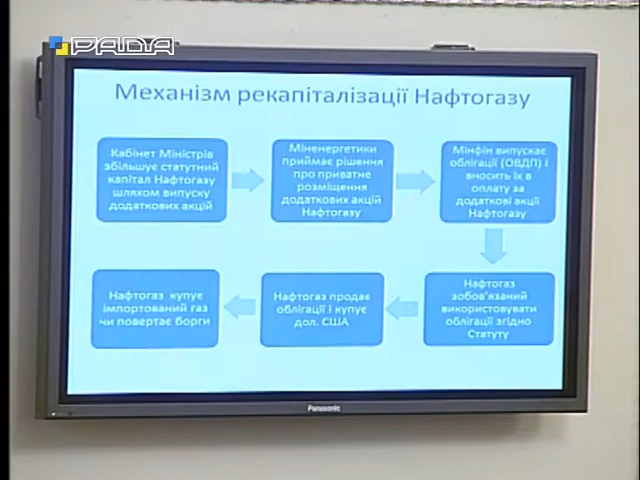 РАДА
Механізм рекапіталізації Нафтогазу
Кабінет Міністрів
збільшує статутний
капітал Нафтогазу
шляхом випуску
додаткових акцій
Міненергетики
приймає рішення
про приватне
розміщення
додаткових акцій
Нафтогазу
Мінфін випускає
облігації (ОВДП) і
вносить їх в
оплату за
додаткові акції
Нафтогазу
Нафтогаз
зобов'язаний
використовувати
облігації згідно
Статуту
Нафтогаз продає
облігації і купує
дол. США
Нафтогаз купує
імпортований газ
чи повертає борги
Panasonic